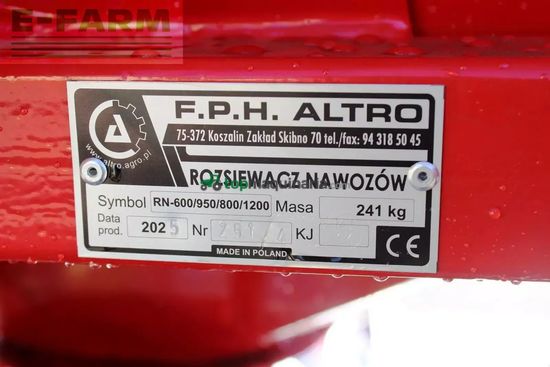 E-FARM
F.P.H. ALTRO
75-372 Koszalin Zakład Skibno 70 tel./fax: 94 318 50 45
www.altro.agro.pl
ROZSIEWACZ NAWOZÓW
topmaquinaria.com
Symbol RN-600/950/800/1200 Masa 241 kg
Data prod. 2025 Nr KJ
MADE IN POLAND
CE